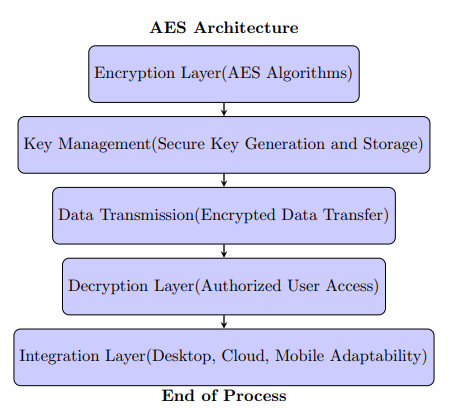 AES Architecture
Encryption Layer(AES Algorithms)
Key Management(Secure Key Generation and Storage)
Data Transmission(Encrypted Data Transfer)
Decryption Layer(Authorized User Access)
Integration Layer(Desktop, Cloud, Mobile Adaptability)
End of Process